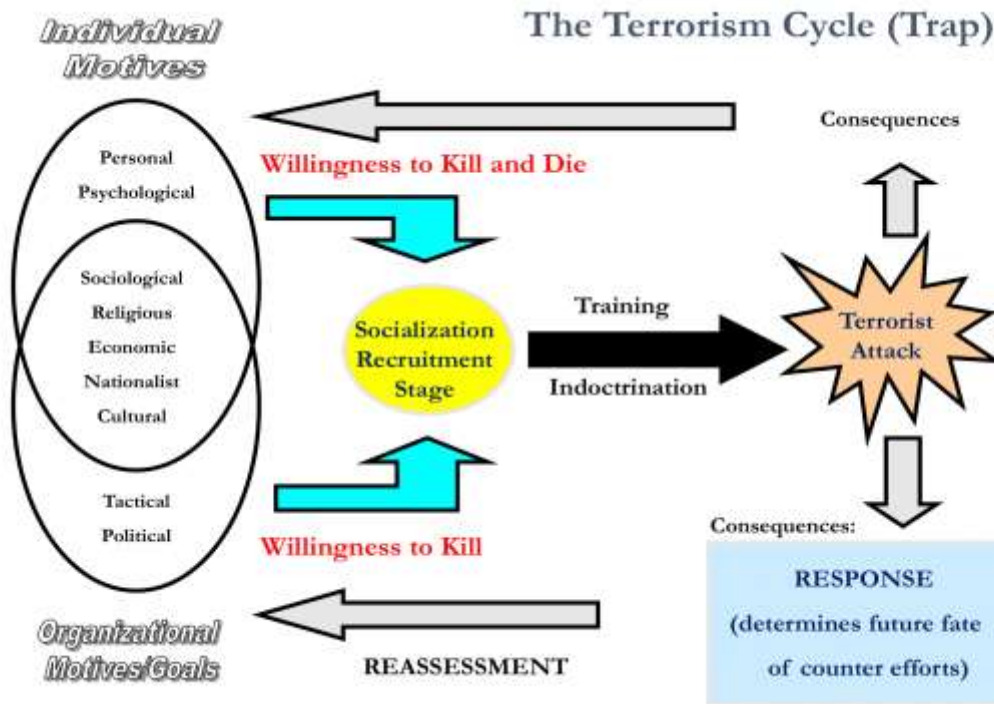 The Terrorism Cycle (Trap)
Individual
Motives
Personal
Psychological
Sociological
Religious
Economic
Nationalist
Cultural
Tactical
Political
Organizational
Motives/Goals
Willingness to Kill and Die
Socialization
Recruitment
Stage
Willingness to Kill
Training
Indoctrination
Terrorist
Attack
Consequences
Consequences:
RESPONSE
(determines future fate
of counter efforts)
REASSESSMENT